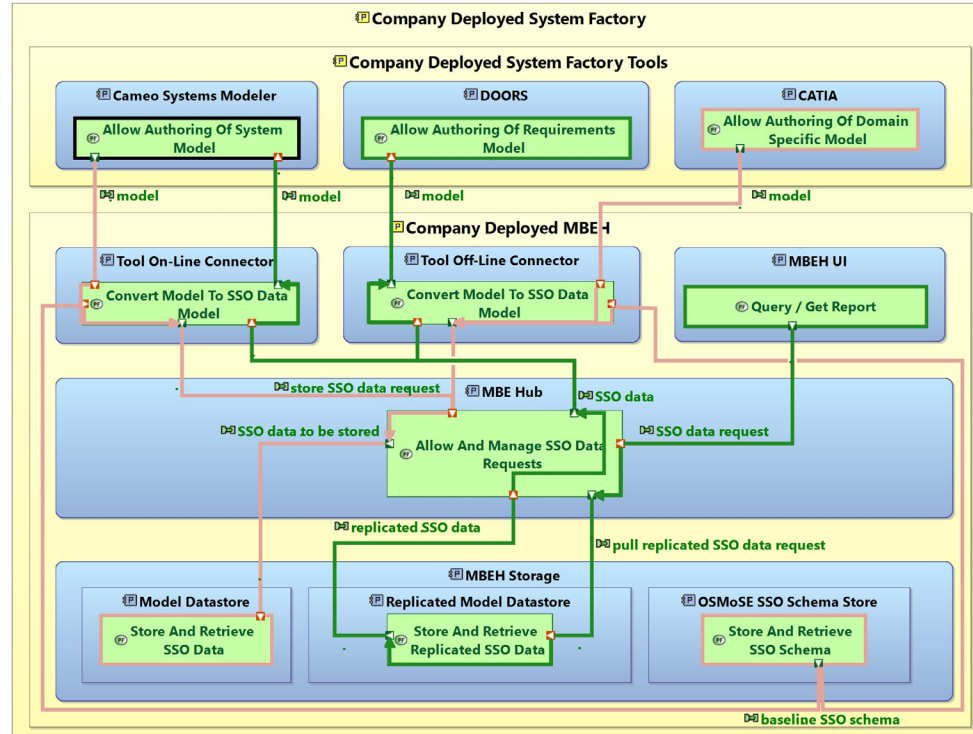 Company Deployed System Factory
Company Deployed System Factory Tools
Cameo Systems Modeler
DOORS
CATIA
Allow Authoring Of System
Model
Allow Authoring Of Requirements
Model
Allow Authoring Of Domain
Specific Model
model
model
model
model
Company Deployed MBEH
Tool On-Line Connector
Tool Off-Line Connector
MBEH UI
Convert Model To SSO Data
Model
Convert Model To SSO Data
Model
Query / Get Report
store SSO data request
MBE Hub
SSO data
SSO data to be stored
SSO data request
Allow And Manage SSO Data
Requests
replicated SSO data
pull replicated SSO data request
MBEH Storage
Model Datastore
Replicated Model Datastore
OSMoSE SSO Schema Store
Store And Retrieve
SSO Data
Store And Retrieve
Replicated SSO Data
Store And Retrieve
SSO Schema
baseline SSO schema